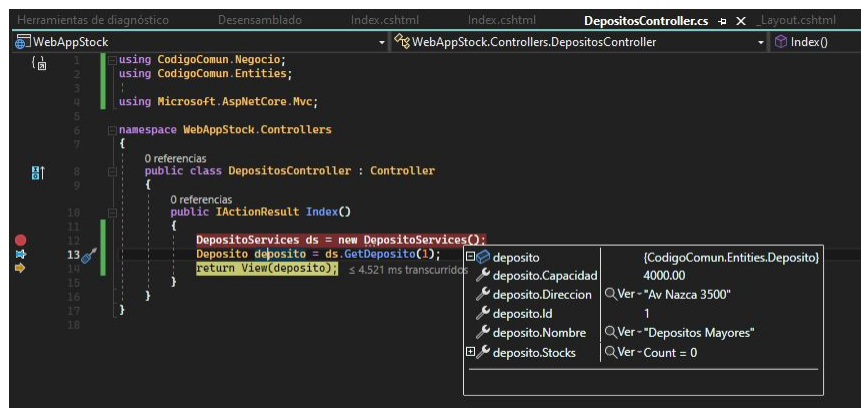 Herramientas de diagnóstico Desensamblado Index.cshtml Index.cshtml DepositosController.cs _Layout.cshtml
WebAppStock WebAppStock.Controllers.DepositosController Index()
1 using CodigoComun.Negocio;
2 using CodigoComun.Entities;
3
4 using Microsoft.AspNetCore.Mvc;
5
6 namespace WebAppStock.Controllers
7 {
0 referencias
8 public class DepositosController : Controller
9 {
0 referencias
10 public IActionResult Index()
11 {
12 DepositoServices ds = new DepositoServices();
13 Deposito deposito = ds.GetDeposito(1);
14 return View(deposito); ≤ 4.521 ms transcurridos
15 }
16 }
17 }
18
deposito {CodigoComun.Entities.Deposito}
deposito.Capacidad 4000.00
deposito.Direccion Ver "Av Nazca 3500"
deposito.Id 1
deposito.Nombre Ver "Depositos Mayores"
deposito.Stocks Ver Count = 0